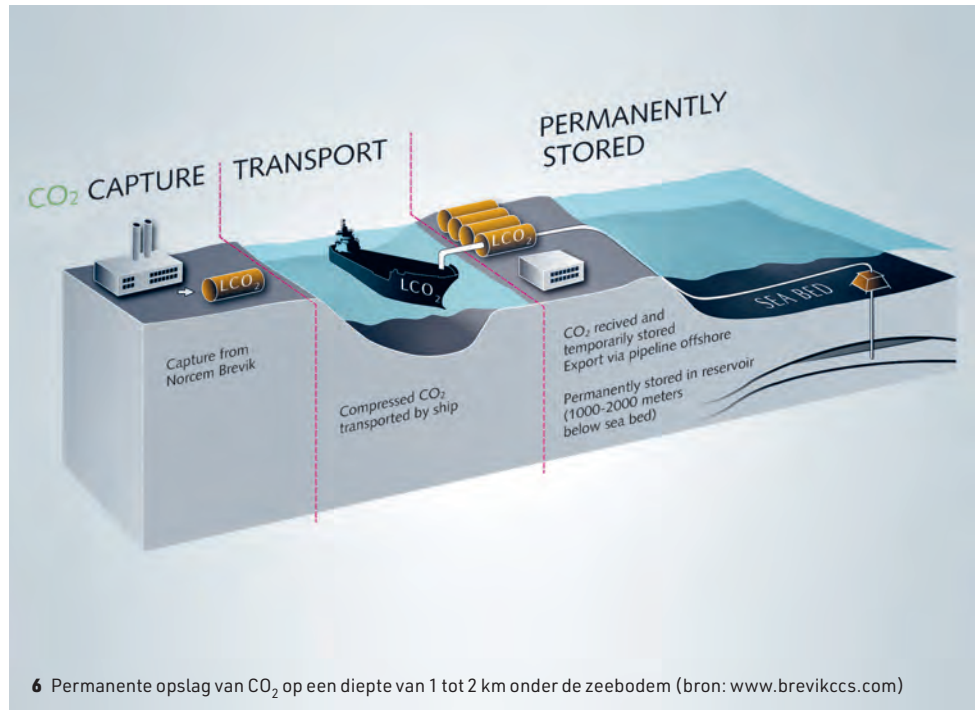 CO₂ CAPTURE
TRANSPORT
PERMANENTLY
STORED
LCO₂
LCO₂
LCO₂
SEA BED
Capture from
Norcem Brevik
Compressed CO₂
transported by ship
CO₂ recived and
temporarily stored
Export via pipeline offshore
Permanently stored in reservoir
(1000-2000 meters
below sea bed)
6 Permanente opslag van CO₂ op een diepte van 1 tot 2 km onder de zeebodem (bron: www.brevikccs.com)